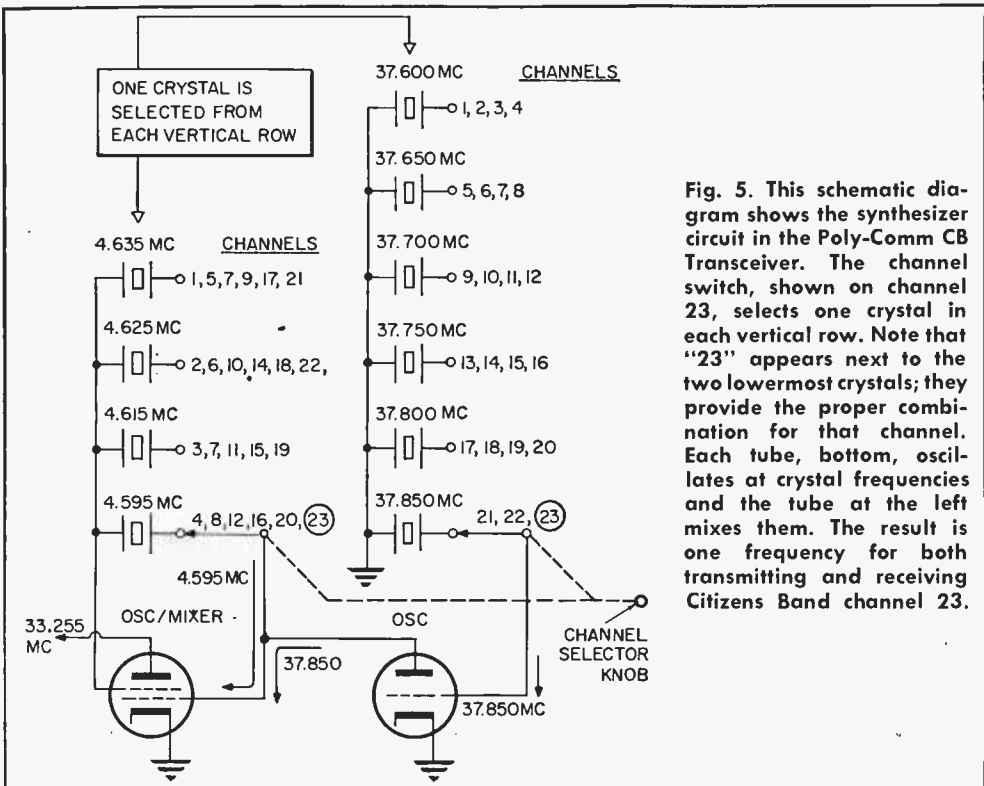 ONE CRYSTAL IS
SELECTED FROM
EACH VERTICAL ROW
4.635 MC CHANNELS
1, 5, 7, 9, 17, 21
4.625 MC
2, 6, 10, 14, 18, 22,
4.615 MC
3, 7, 11, 15, 19
4.595 MC
4, 8, 12, 16, 20, 23
4.595 MC
OSC/MIXER
33.255
MC
37.850
37.600 MC CHANNELS
1, 2, 3, 4
37.650 MC
5, 6, 7, 8
37.700 MC
9, 10, 11, 12
37.750 MC
13, 14, 15, 16
37.800 MC
17, 18, 19, 20
37.850 MC
21, 22, 23
OSC
37.850MC
CHANNEL
SELECTOR
KNOB
Fig. 5. This schematic dia-
gram shows the synthesizer
circuit in the Poly-Comm CB
Transceiver. The channel
switch, shown on channel
23, selects one crystal in
each vertical row. Note that
"23" appears next to the
two lowermost crystals; they
provide the proper combi-
nation for that channel.
Each tube, bottom, oscil-
lates at crystal frequencies
and the tube at the left
mixes them. The result is
one frequency for both
transmitting and receiving
Citizens Band channel 23.